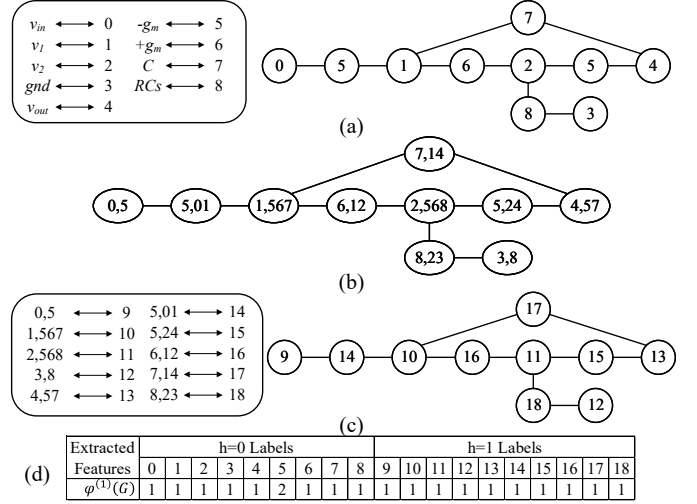 v_in ⟷ 0 -g_m ⟷ 5
v_1 ⟷ 1 +g_m ⟷ 6
v_2 ⟷ 2 C ⟷ 7
gnd ⟷ 3 RCs ⟷ 8
v_out ⟷ 4
7
0 5 1 6 2 5 4
8 3
(a)
7,14
0,5 5,01 1,567 6,12 2,568 5,24 4,57
8,23 3,8
(b)
0,5 ⟷ 9 5,01 ⟷ 14
1,567 ⟷ 10 5,24 ⟷ 15
2,568 ⟷ 11 6,12 ⟷ 16
3,8 ⟷ 12 7,14 ⟷ 17
4,57 ⟷ 13 8,23 ⟷ 18
17
9 14 10 16 11 15 13
18 12
(c)
(d)
Extracted Features h=0 Labels h=1 Labels
0 1 2 3 4 5 6 7 8 9 10 11 12 13 14 15 16 17 18
φ^(1)(G) 1 1 1 1 1 2 1 1 1 1 1 1 1 1 1 1 1 1 1